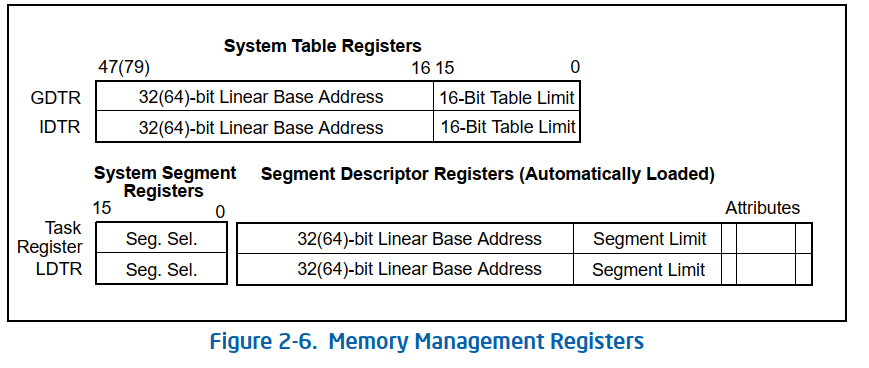 System Table Registers
47(79) 16 15 0
GDTR 32(64)-bit Linear Base Address 16-Bit Table Limit
IDTR 32(64)-bit Linear Base Address 16-Bit Table Limit
System Segment Registers Segment Descriptor Registers (Automatically Loaded)
15 0 Attributes
Task Register Seg. Sel. 32(64)-bit Linear Base Address Segment Limit
LDTR Seg. Sel. 32(64)-bit Linear Base Address Segment Limit
Figure 2-6. Memory Management Registers